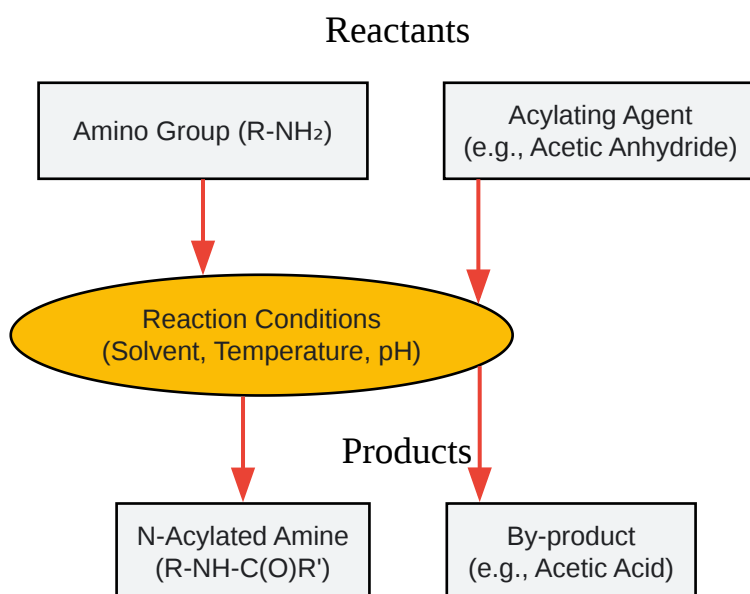 Reactants
Amino Group (R-NH₂)
Acylating Agent
(e.g., Acetic Anhydride)
Reaction Conditions
(Solvent, Temperature, pH)
Products
N-Acylated Amine
(R-NH-C(O)R')
By-product
(e.g., Acetic Acid)